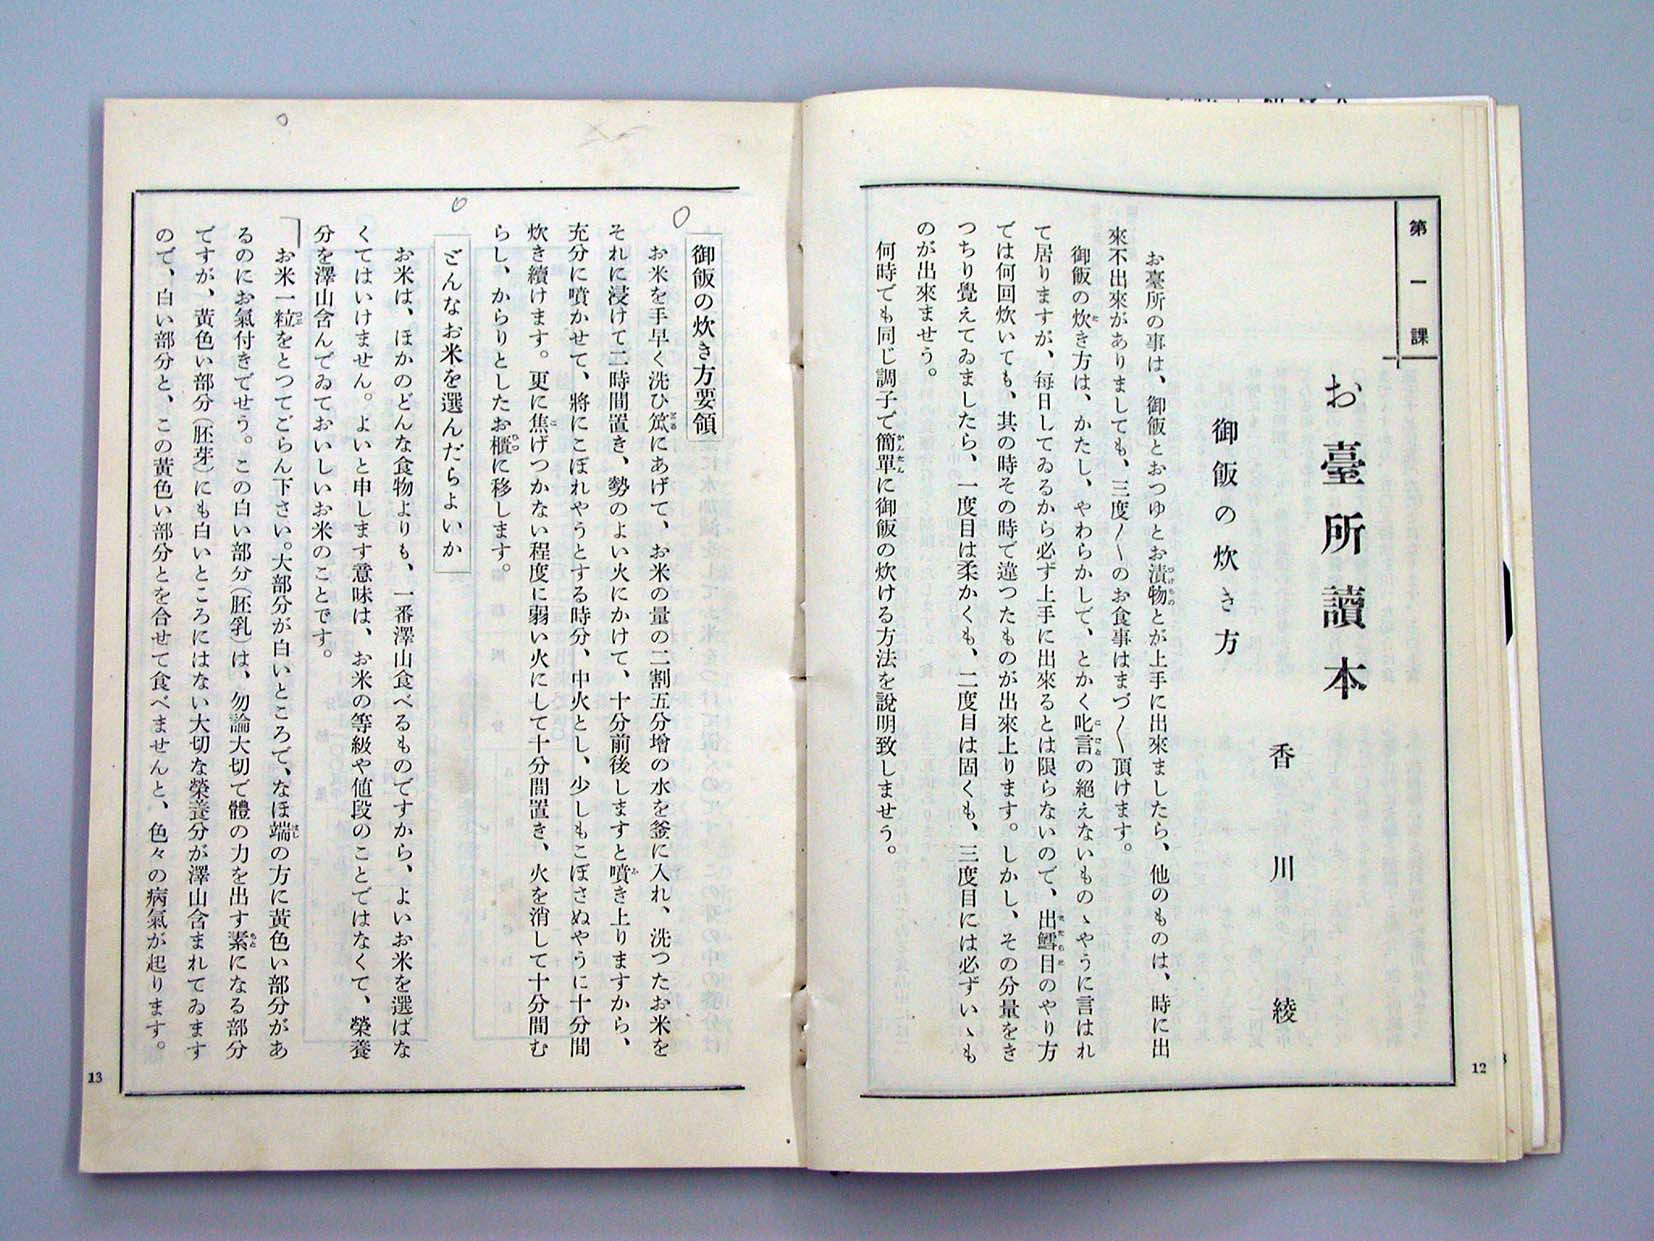 第一課
お臺所讀本
香川綾
御飯の炊き方
お臺所の事は、御飯とおつゆとお漬物とが上手に出來ましたら、他のものは、時に出
來不出來がありましても、三度〳〵のお食事はまづ〳〵頂けます。
御飯の炊き方は、かたし、やわらかしで、とかく叱言の絕えないものゝやうに言はれ
て居りますが、每日してゐるから必ず上手に出來るとは限らないので、出鱈目のやり方
では何回炊いても、其の時その時で違つたものが出來上ります。しかし、その分量をき
つちり覺えてゐましたら、一度目は柔かくも、二度目は固くも、三度目には必ずいゝも
のが出來ませう。
何時でも同じ調子で簡單に御飯の炊ける方法を說明致しませう。
12
御飯の炊き方要領
お米を手早く洗ひ笊にあげて、お米の量の二割五分增の水を釜に入れ、洗つたお米を
それに浸けて二時間置き、勢のよい火にかけて、十分前後しますと噴き上りますから、
充分に噴かせて、將にこぼれやうとする時分、中火とし、少しもこぼさぬやうに十分間
炊き續けます。更に焦げつかない程度に弱い火にして十分間置き、火を消して十分間む
らし、からりとしたお櫃に移します。
どんなお米を選んだらよいか
お米は、ほかのどんな食物よりも、一番澤山食べるものですから、よいお米を選ばな
くてはいけません。よいと申します意味は、お米の等級や値段のことではなくて、榮養
分を澤山含んでゐておいしいお米のことです。
お米一粒をとつてごらん下さい。大部分が白いところで、なほ端の方に黃色い部分があ
るのにお氣付きでせう。この白い部分（胚乳）は、勿論大切で體の力を出す素になる部分
ですが、黃色い部分（胚芽）にも白いところにはない大切な榮養分が澤山含まれてゐます
ので、白い部分と、この黃色い部分とを合せて食べませんと、色々の病氣が起ります。
13